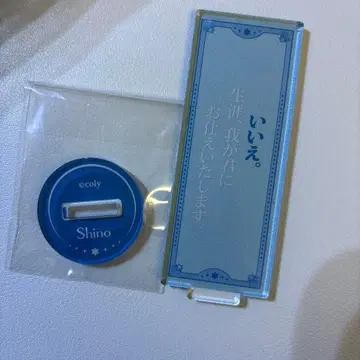 ©coly
Shino
いいえ。
生涯、我が君に
お仕えいたします。